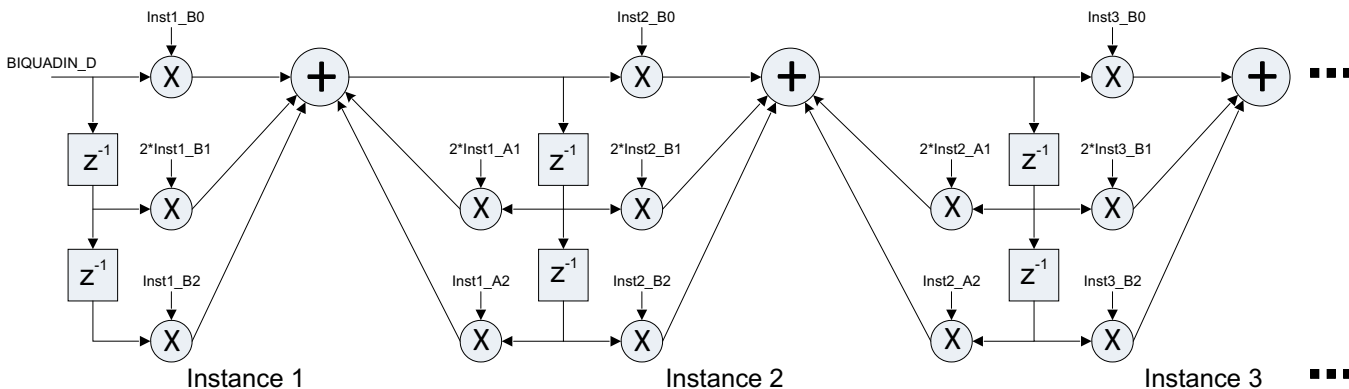 Inst1_B0
Inst2_B0
Inst3_B0
BIQUADIN_D
X
+
X
+
X
+
z-1
2*Inst1_B1
2*Inst1_A1
z-1
2*Inst2_B1
2*Inst2_A1
z-1
2*Inst3_B1
X
X
X
X
X
z-1
Inst1_B2
Inst1_A2
z-1
Inst2_B2
Inst2_A2
z-1
Inst3_B2
X
X
X
X
X
Instance 1
Instance 2
Instance 3